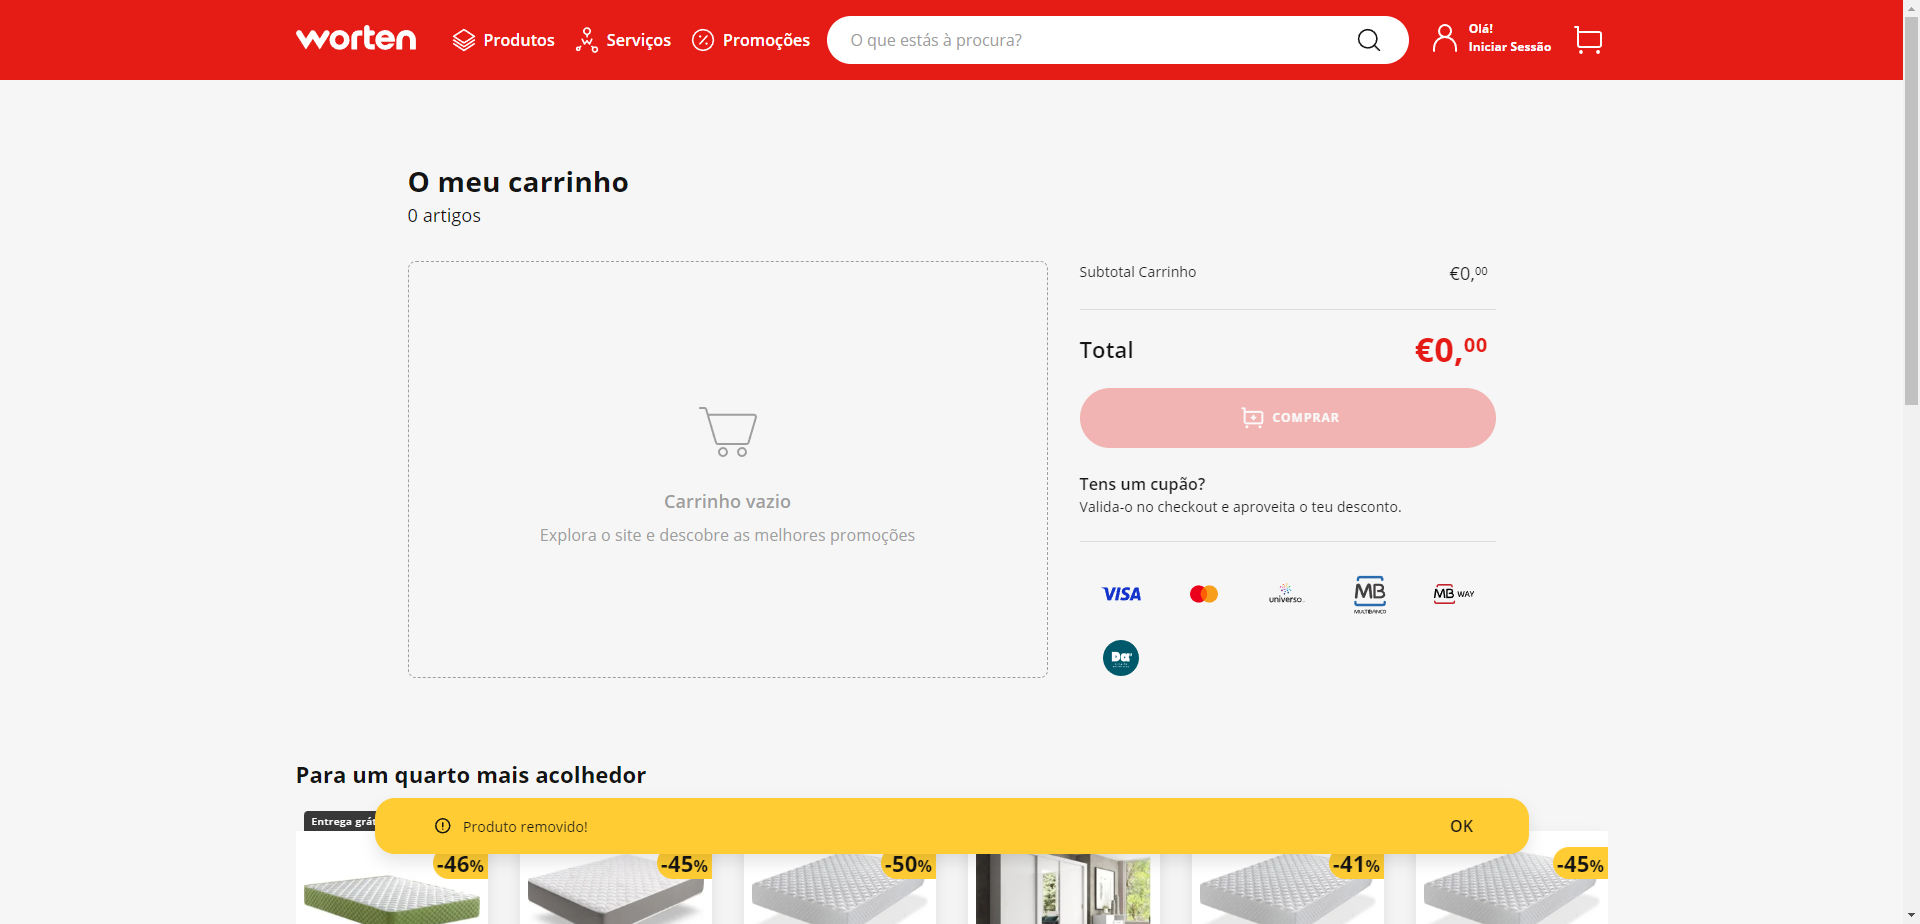 worten
Produtos
Serviços
Promoções
O que estás à procura?
Olá!
Iniciar Sessão
O meu carrinho
0 artigos
Carrinho vazio
Explora o site e descobre as melhores promoções
Subtotal Carrinho
€0,00
Total
€0,00
COMPRAR
Tens um cupão?
Valida-o no checkout e aproveita o teu desconto.
VISA
universo
MB
MULTIBANCO
MB WAY
Da
Para um quarto mais acolhedor
Entrega grát
Produto removido!
OK
-46%
-45%
-50%
-41%
-45%